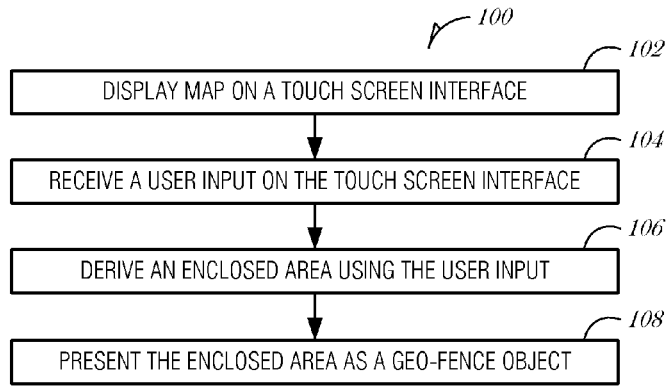 100
102
DISPLAY MAP ON A TOUCH SCREEN INTERFACE
104
RECEIVE A USER INPUT ON THE TOUCH SCREEN INTERFACE
106
DERIVE AN ENCLOSED AREA USING THE USER INPUT
108
PRESENT THE ENCLOSED AREA AS A GEO-FENCE OBJECT